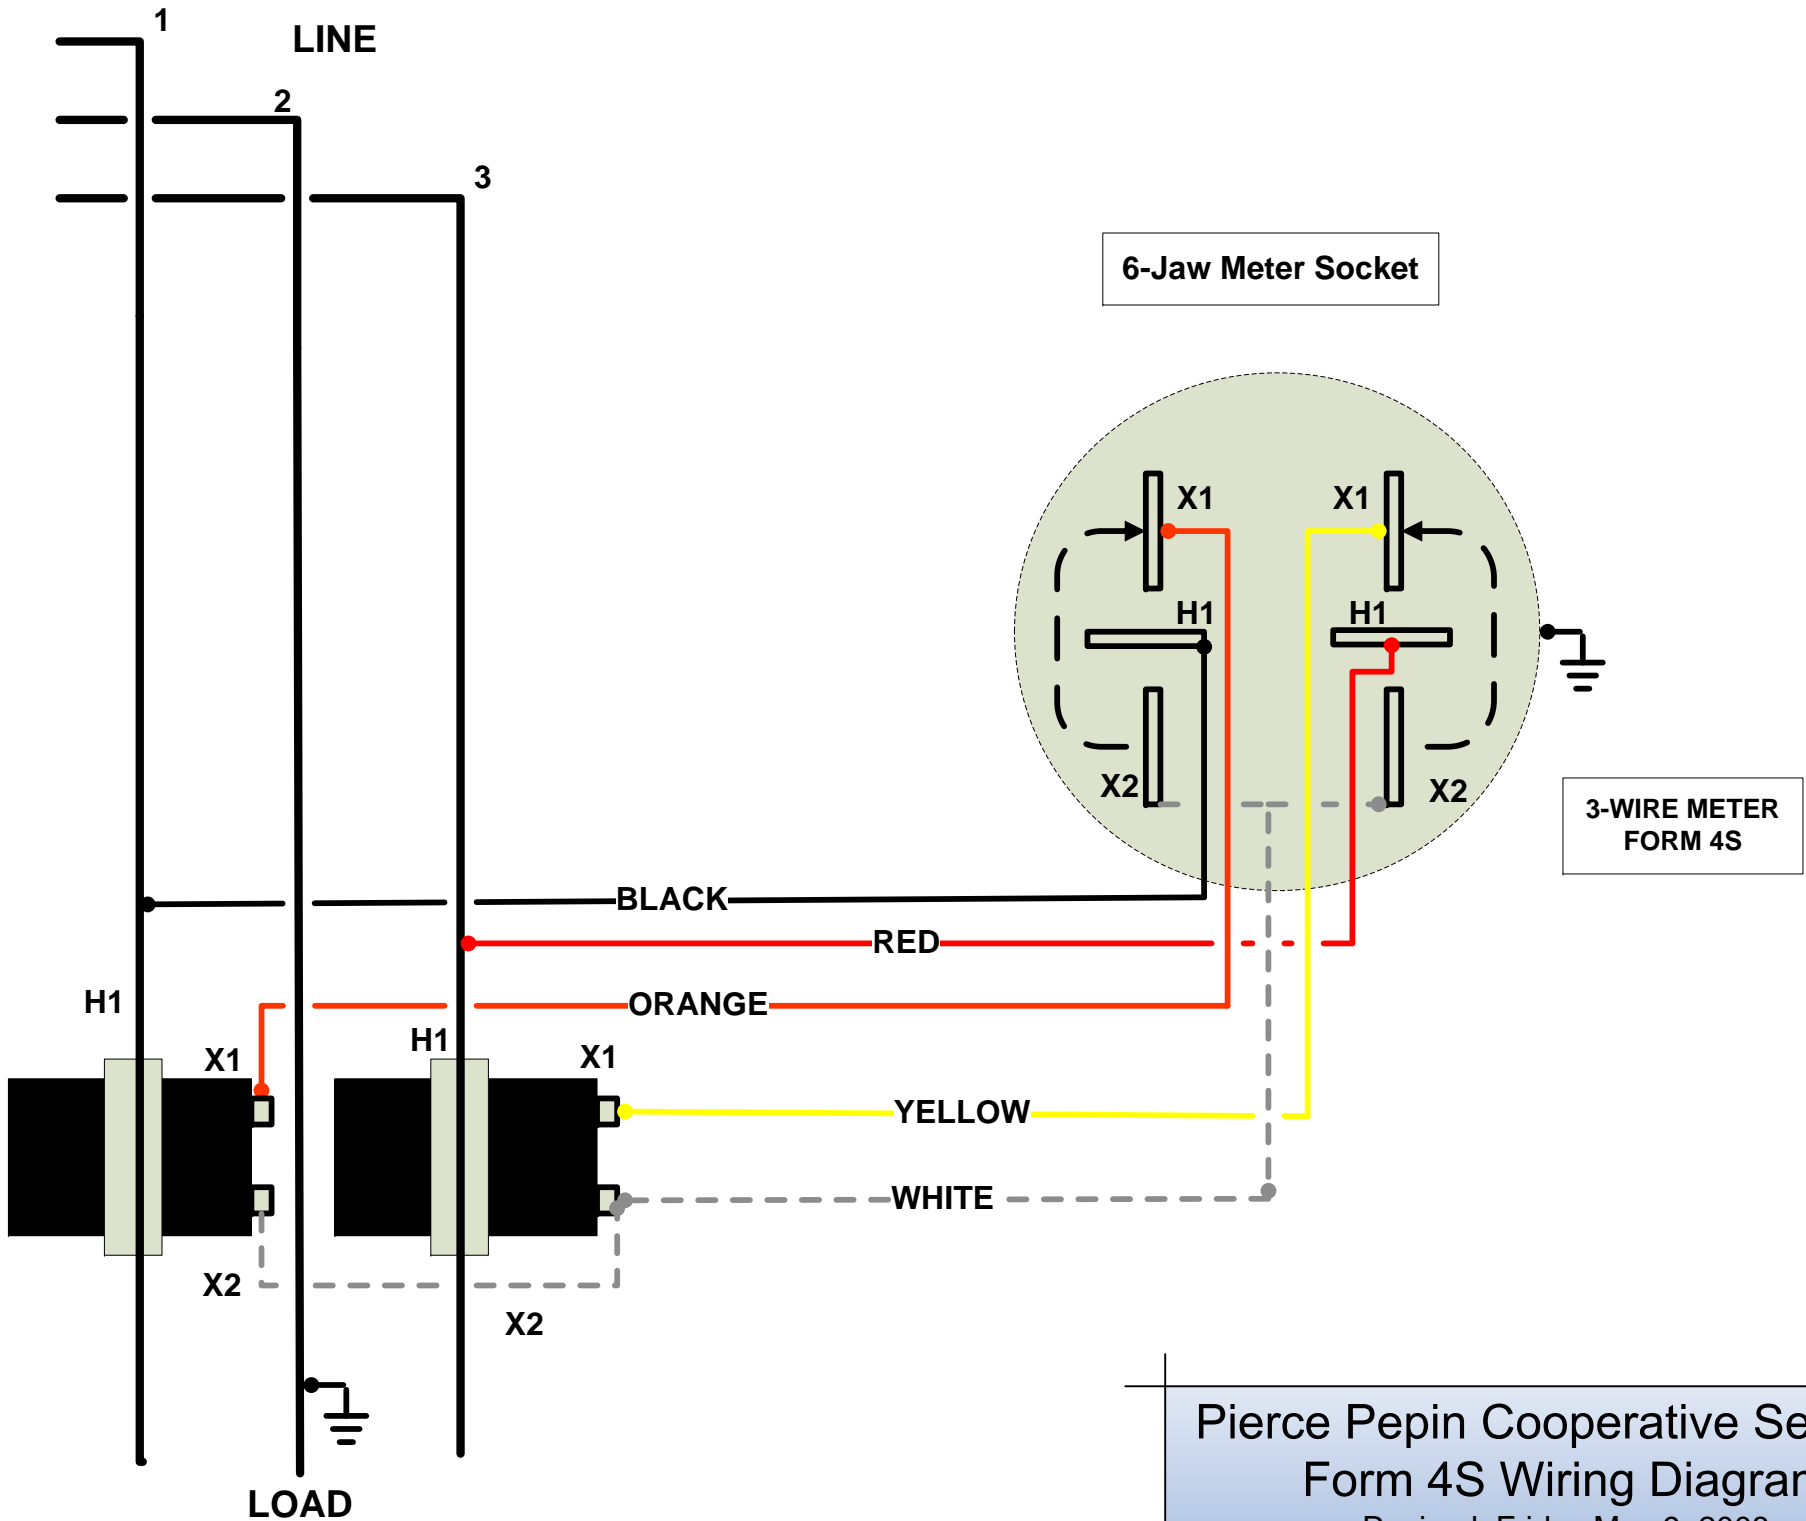 1
LINE
2
3
6-Jaw Meter Socket
X1
X1
H1
H1
X2
X2
3-WIRE METER
FORM 4S
BLACK
RED
H1
ORANGE
H1
X1
X1
YELLOW
WHITE
X2
X2
LOAD
Pierce Pepin Cooperative Se
Form 4S Wiring Diagram